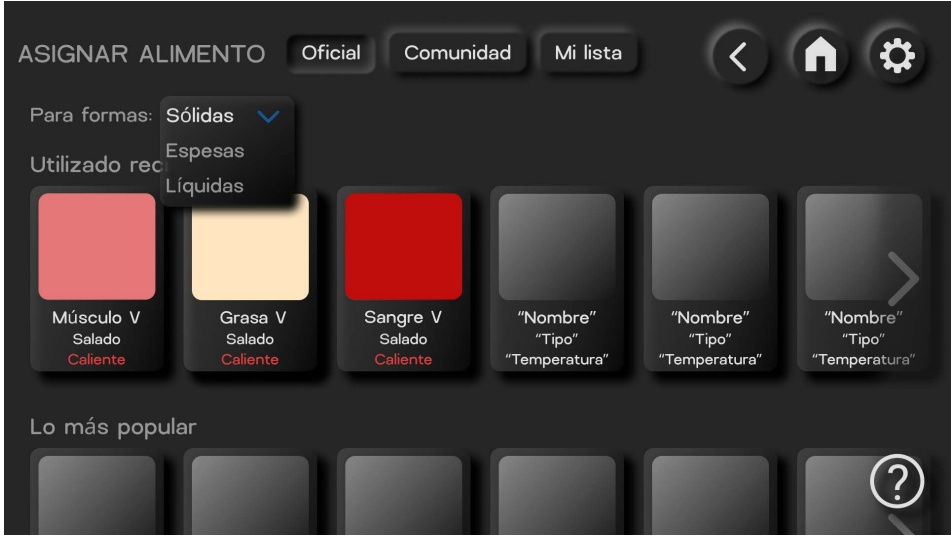 ASIGNAR ALIMENTO Oficial Comunidad Mi lista
Para formas: Sólidas
Espesas
Líquidas
Utilizado rec
Músculo V
Salado
Caliente
Grasa V
Salado
Caliente
Sangre V
Salado
Caliente
"Nombre"
"Tipo"
"Temperatura"
"Nombre"
"Tipo"
"Temperatura"
"Nombre"
"Tipo"
"Temperatura"
Lo más popular
?